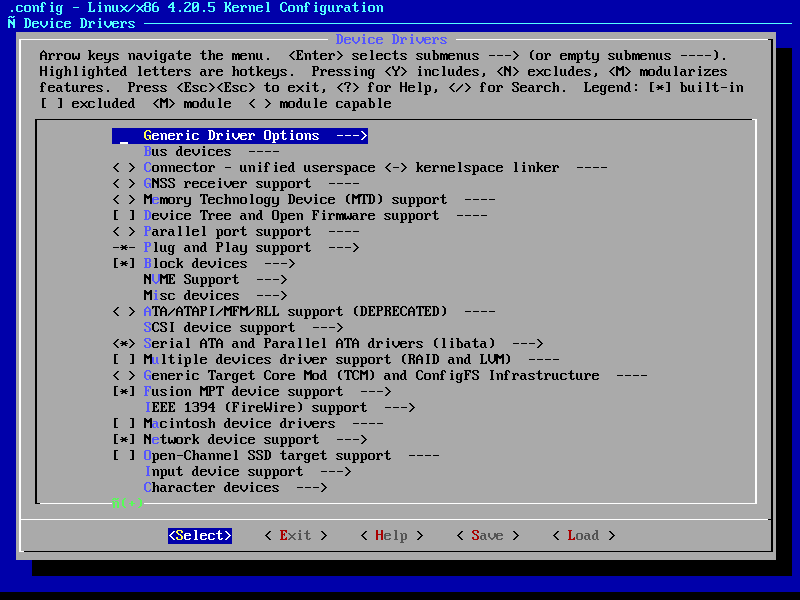 .config - Linux/x86 4.20.5 Kernel Configuration
Ñ Device Drivers
Device Drivers
Arrow keys navigate the menu.  <Enter> selects submenus ---> (or empty submenus ----).
Highlighted letters are hotkeys.  Pressing <Y> includes, <N> excludes, <M> modularizes
features.  Press <Esc><Esc> to exit, <?> for Help, </> for Search.  Legend: [*] built-in
[ ] excluded  <M> module  < > module capable
Generic Driver Options  --->
Bus devices  ----
< > Connector - unified userspace <-> kernelspace linker  ----
< > GNSS receiver support  ----
< > Memory Technology Device (MTD) support  ----
[ ] Device Tree and Open Firmware support  ----
< > Parallel port support  ----
-*- Plug and Play support  --->
[*] Block devices  --->
NVME Support  --->
Misc devices  --->
< > ATA/ATAPI/MFM/RLL support (DEPRECATED)  ----
SCSI device support  --->
<*> Serial ATA and Parallel ATA drivers (libata)  --->
[ ] Multiple devices driver support (RAID and LVM)  ----
< > Generic Target Core Mod (TCM) and ConfigFS Infrastructure  ----
[*] Fusion MPT device support  --->
IEEE 1394 (FireWire) support  --->
[ ] Macintosh device drivers  ----
[*] Network device support  --->
[ ] Open-Channel SSD target support  ----
Input device support  --->
Character devices  --->
Ñ(+)
<Select>    < Exit >    < Help >    < Save >    < Load >